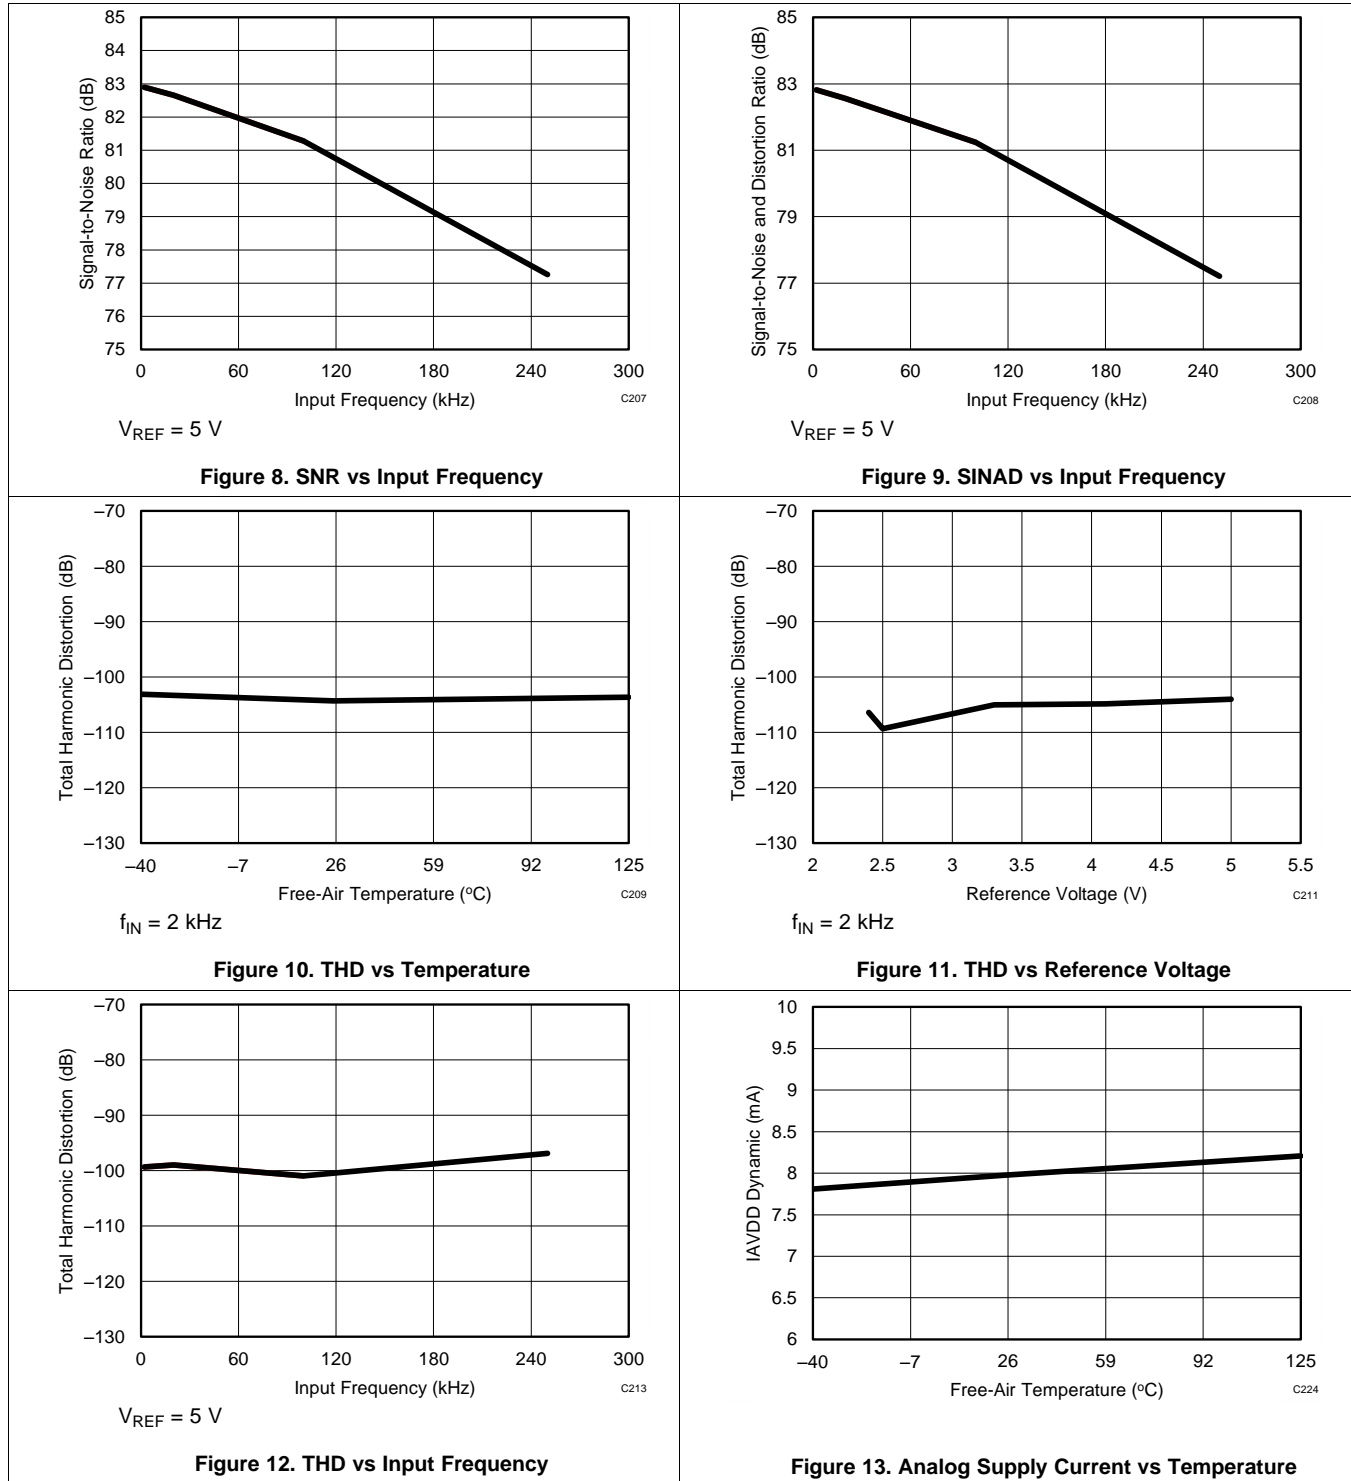 85
84
83
82
81
80
79
78
77
76
75
Signal-to-Noise Ratio (dB)
0 60 120 180 240 300
Input Frequency (kHz)
C207
VREF = 5 V
Figure 8. SNR vs Input Frequency
85
83
81
79
77
75
Signal-to-Noise and Distortion Ratio (dB)
0 60 120 180 240 300
Input Frequency (kHz)
C208
VREF = 5 V
Figure 9. SINAD vs Input Frequency
–70
–80
–90
–100
–110
–120
–130
Total Harmonic Distortion (dB)
–40 –7 26 59 92 125
Free-Air Temperature (oC)
C209
fIN = 2 kHz
Figure 10. THD vs Temperature
–70
–80
–90
–100
–110
–120
–130
Total Harmonic Distortion (dB)
2 2.5 3 3.5 4 4.5 5 5.5
Reference Voltage (V)
C211
fIN = 2 kHz
Figure 11. THD vs Reference Voltage
–70
–80
–90
–100
–110
–120
–130
Total Harmonic Distortion (dB)
0 60 120 180 240 300
Input Frequency (kHz)
C213
VREF = 5 V
Figure 12. THD vs Input Frequency
10
9.5
9
8.5
8
7.5
7
6.5
6
IAVDD Dynamic (mA)
–40 –7 26 59 92 125
Free-Air Temperature (oC)
C224
Figure 13. Analog Supply Current vs Temperature